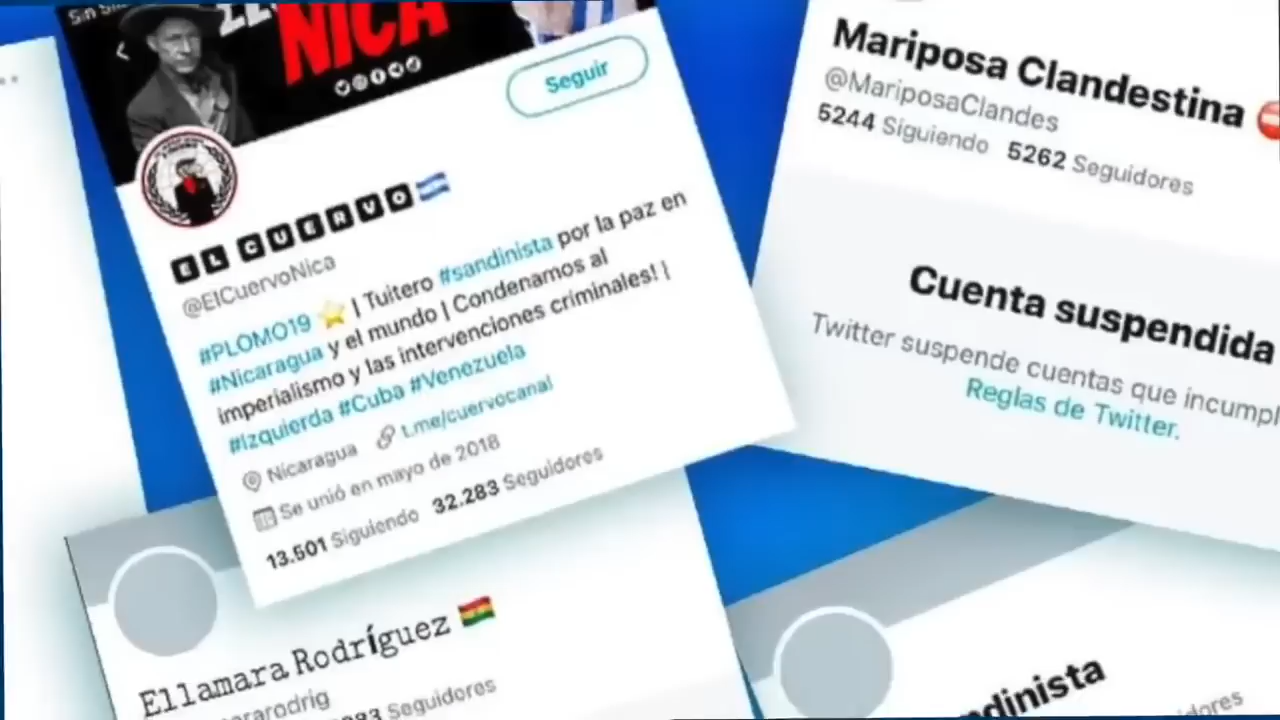 NICA
Seguir
EL CUERVO
@ElCuervoNica
#PLOMO19 ⭐ | Tuitero #sandinista por la paz en
#Nicaragua y el mundo | Condenamos al
imperialismo y las intervenciones criminales! |
#Izquierda #Cuba #Venezuela
Nicaragua t.me/cuervocanal
Se unió en mayo de 2018
13.501 Siguiendo 32.283 Seguidores
Mariposa Clandestina ⛔
@MariposaClandes
5244 Siguiendo 5262 Seguidores
Cuenta suspendida
Twitter suspende cuentas que incumpl
Reglas de Twitter.
Ellamara Rodríguez
ararodrig
Seguidores
ndinista
Seguidores